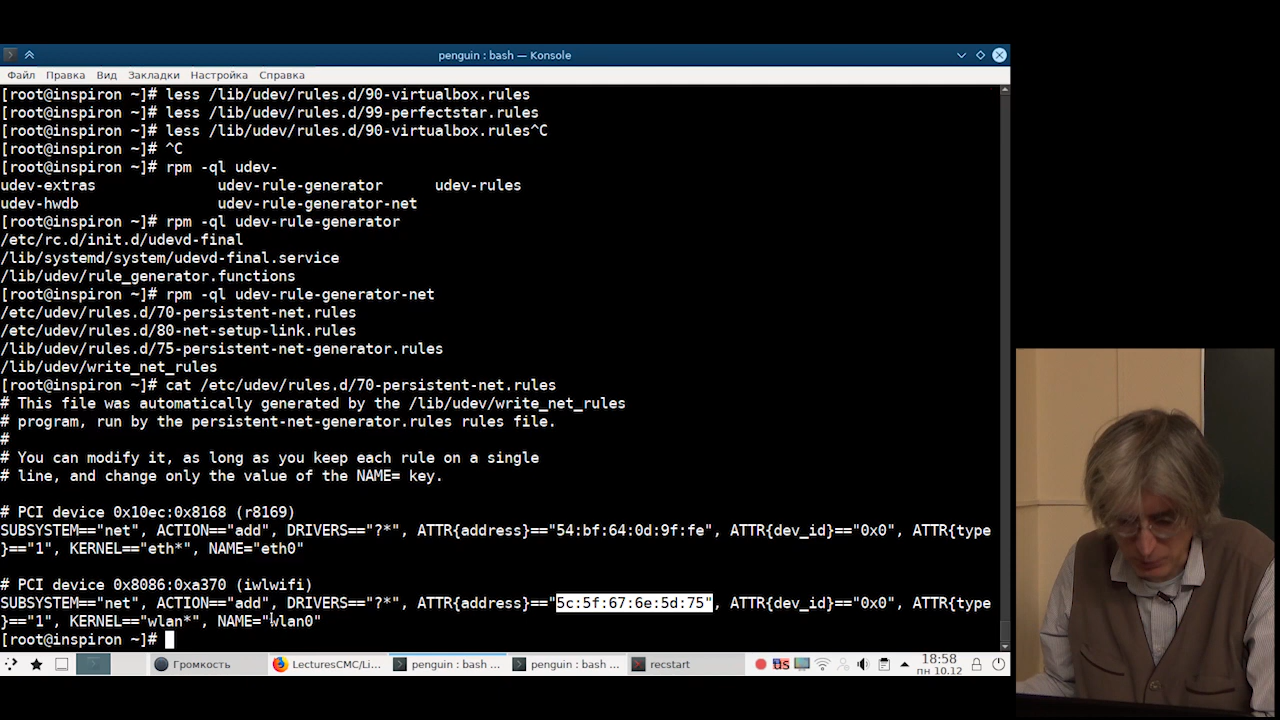 penguin : bash — Konsole
Файл Правка Вид Закладки Настройка Справка
[root@inspiron ~]# less /lib/udev/rules.d/90-virtualbox.rules
[root@inspiron ~]# less /lib/udev/rules.d/99-perfectstar.rules
[root@inspiron ~]# less /lib/udev/rules.d/90-virtualbox.rules^C
[root@inspiron ~]# ^C
[root@inspiron ~]# rpm -ql udev-
udev-extras udev-rule-generator udev-rules
udev-hwdb udev-rule-generator-net
[root@inspiron ~]# rpm -ql udev-rule-generator
/etc/rc.d/init.d/udevd-final
/lib/systemd/system/udevd-final.service
/lib/udev/rule_generator.functions
[root@inspiron ~]# rpm -ql udev-rule-generator-net
/etc/udev/rules.d/70-persistent-net.rules
/etc/udev/rules.d/80-net-setup-link.rules
/lib/udev/rules.d/75-persistent-net-generator.rules
/lib/udev/write_net_rules
[root@inspiron ~]# cat /etc/udev/rules.d/70-persistent-net.rules
# This file was automatically generated by the /lib/udev/write_net_rules
# program, run by the persistent-net-generator.rules rules file.
#
# You can modify it, as long as you keep each rule on a single
# line, and change only the value of the NAME= key.
# PCI device 0x10ec:0x8168 (r8169)
SUBSYSTEM=="net", ACTION=="add", DRIVERS=="?*", ATTR{address}=="54:bf:64:0d:9f:fe", ATTR{dev_id}=="0x0", ATTR{type
}=="1", KERNEL=="eth*", NAME="eth0"
# PCI device 0x8086:0xa370 (iwlwifi)
SUBSYSTEM=="net", ACTION=="add", DRIVERS=="?*", ATTR{address}=="5c:5f:67:6e:5d:75", ATTR{dev_id}=="0x0", ATTR{type
}=="1", KERNEL=="wlan*", NAME="wlan0"
[root@inspiron ~]#
Громкость LecturesCMC/Li... penguin : bash ... penguin : bash ... recstart us 18:58
пн 10.12